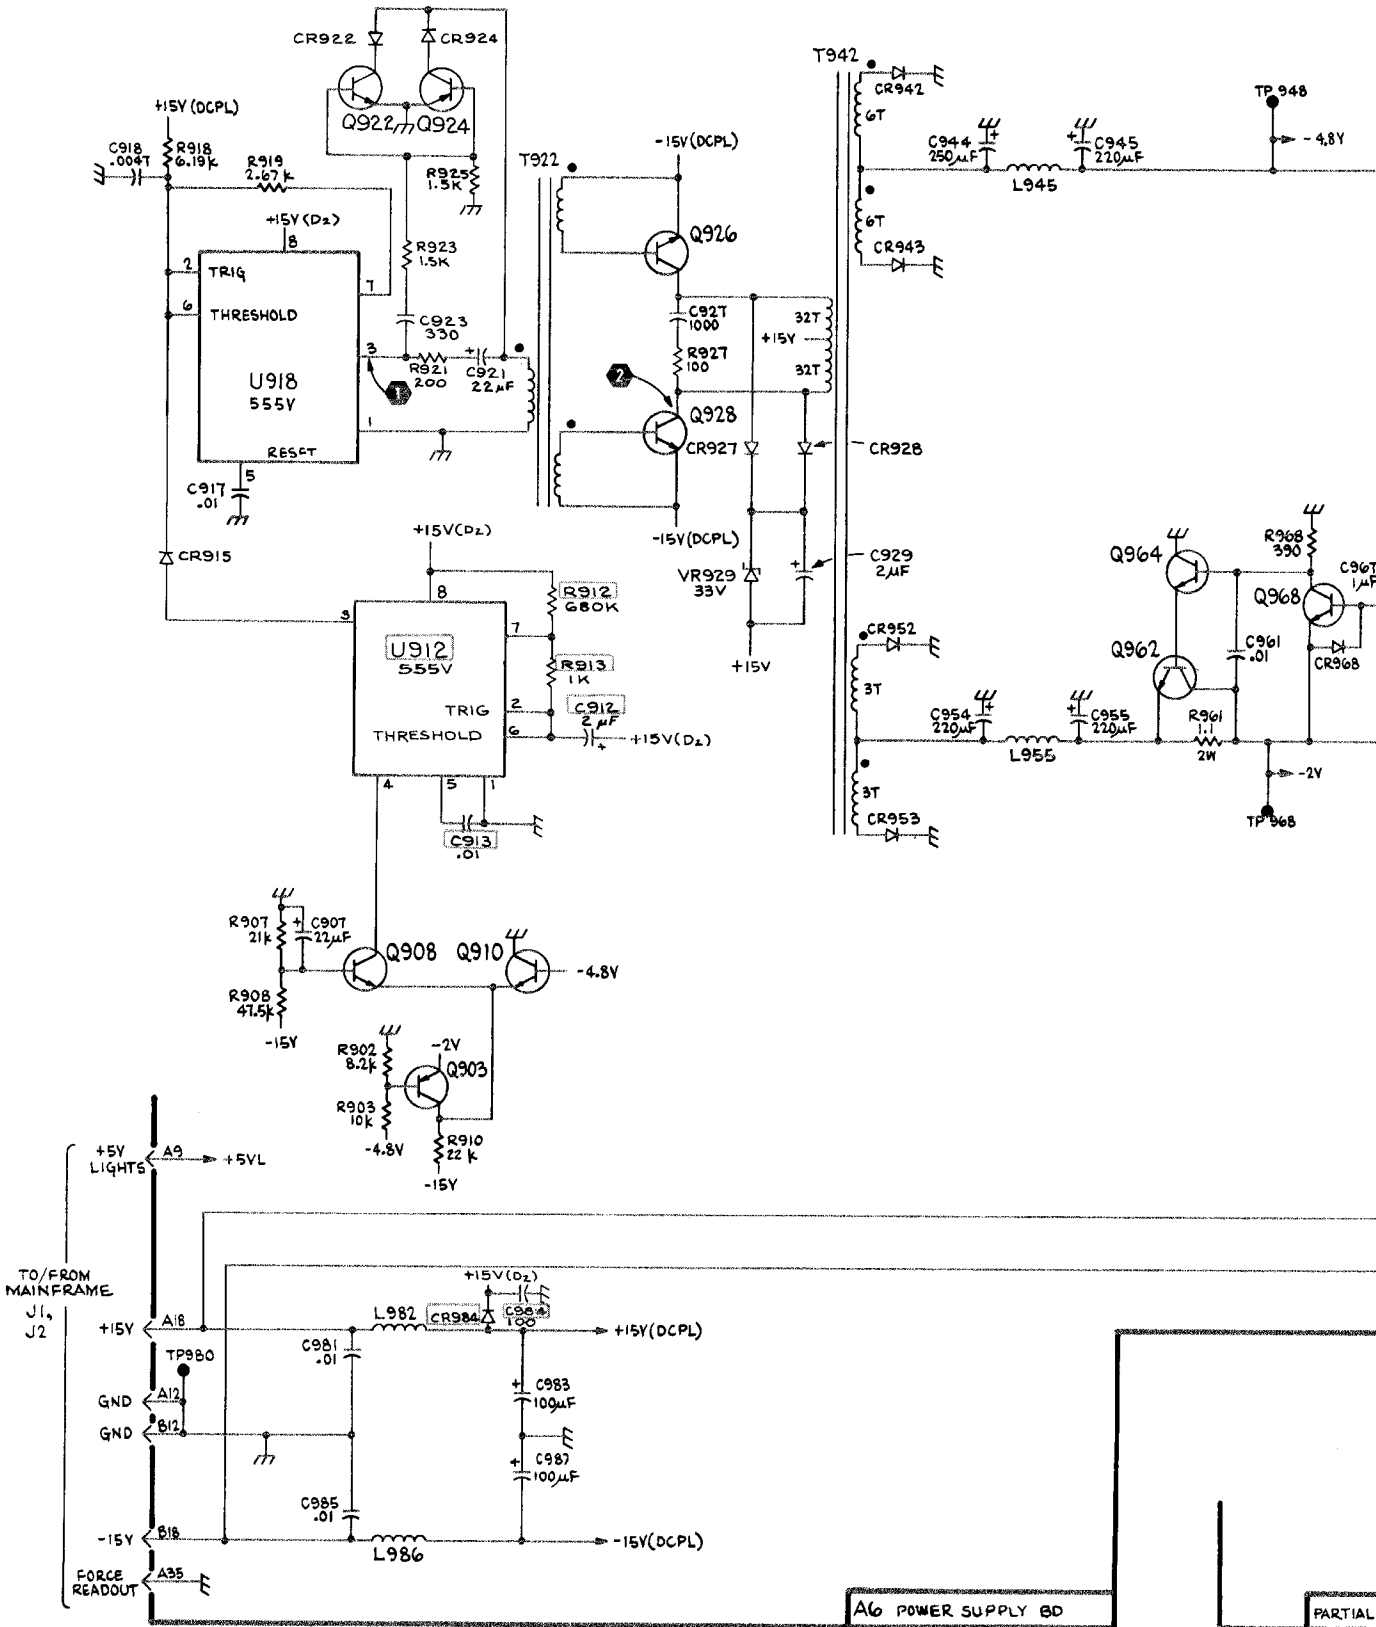 CR922
CR924
Q922
Q924
+15V (DCPL)
C918
.0047
R918
6.19K
R919
2.67K
R925
1.5K
T922
-15V (DCPL)
T942
CR942
6T
TP 948
C944
250µF
C945
220µF
-4.8V
L945
6T
CR943
+15V (D2)
8
2
TRIG
7
6
THRESHOLD
3
U918
555V
1
RESET
5
C917
.01
R923
1.5K
C923
330
R921
200
C921
22µF
1
Q926
C927
1000
32T
+15V
R927
100
32T
2
Q928
CR927
CR928
-15V (DCPL)
VR929
33V
C929
2µF
+15V
CR915
+15V (D2)
8
3
R912
680K
7
U912
555V
R913
1K
TRIG
2
C912
2µF
THRESHOLD
6
+15V (D2)
4
5
1
C913
.01
CR952
3T
C954
220µF
C955
220µF
L955
3T
CR953
Q964
R968
390
C967
1µF
Q968
Q962
C961
.01
CR968
R961
1.1
2W
-2V
TP 968
R907
21K
C907
22µF
Q908
Q910
-4.8V
R908
47.5K
-15V
R902
8.2K
-2V
Q903
R903
10K
-4.8V
R910
22K
-15V
+5V
LIGHTS
A9
+5VL
TO/FROM
MAINFRAME
J1,
J2
+15V
A18
TP980
GND
A12
GND
B12
-15V
B18
FORCE
READOUT
A35
+15V (D2)
L982
CR984
C984
100
+15V (DCPL)
C981
.01
C983
100µF
C987
100µF
C985
.01
L986
-15V (DCPL)
A6 POWER SUPPLY BD
PARTIAL